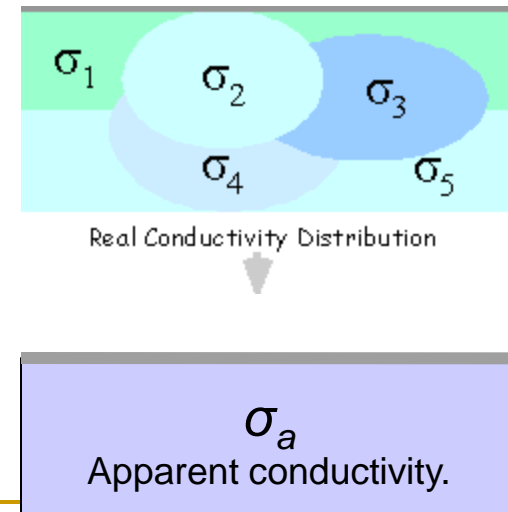 σ1 σ2 σ3
σ4 σ5
Real Conductivity Distribution
σa
Apparent conductivity.